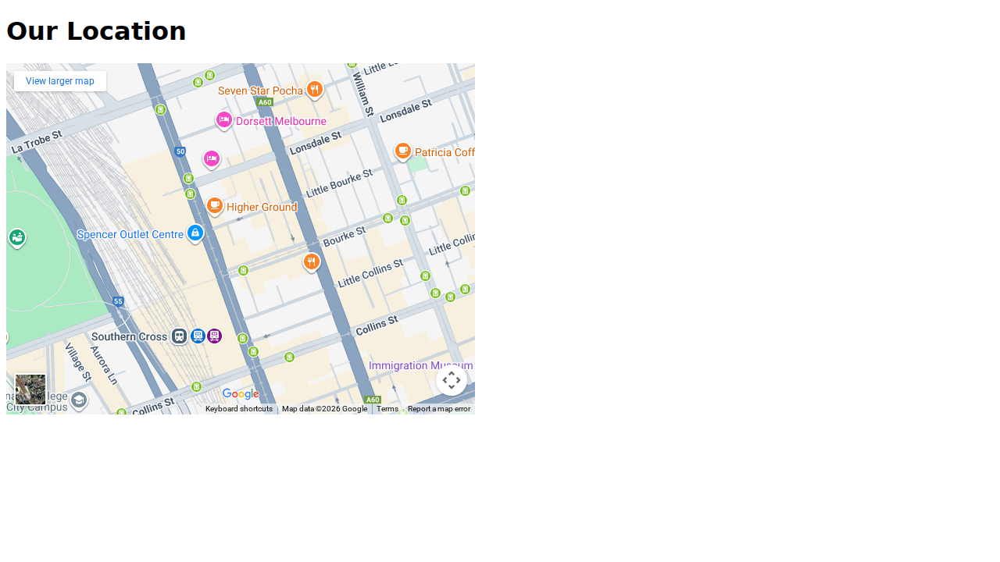 Our Location
View larger map
Little
Seven Star Pocha
A60
William St
Lonsdale St
Dorsett Melbourne
La Trobe St
50
Lonsdale St
Patricia Coff
Little Bourke St
Higher Ground
Spencer Outlet Centre
Bourke St
Little Collin
Little Collins St
55
Collins St
Southern Cross
Village St
Aurora Ln
Immigration Museum
City Campus
Collins St
Google
A60
Keyboard shortcuts
Map data ©2026 Google
Terms
Report a map error